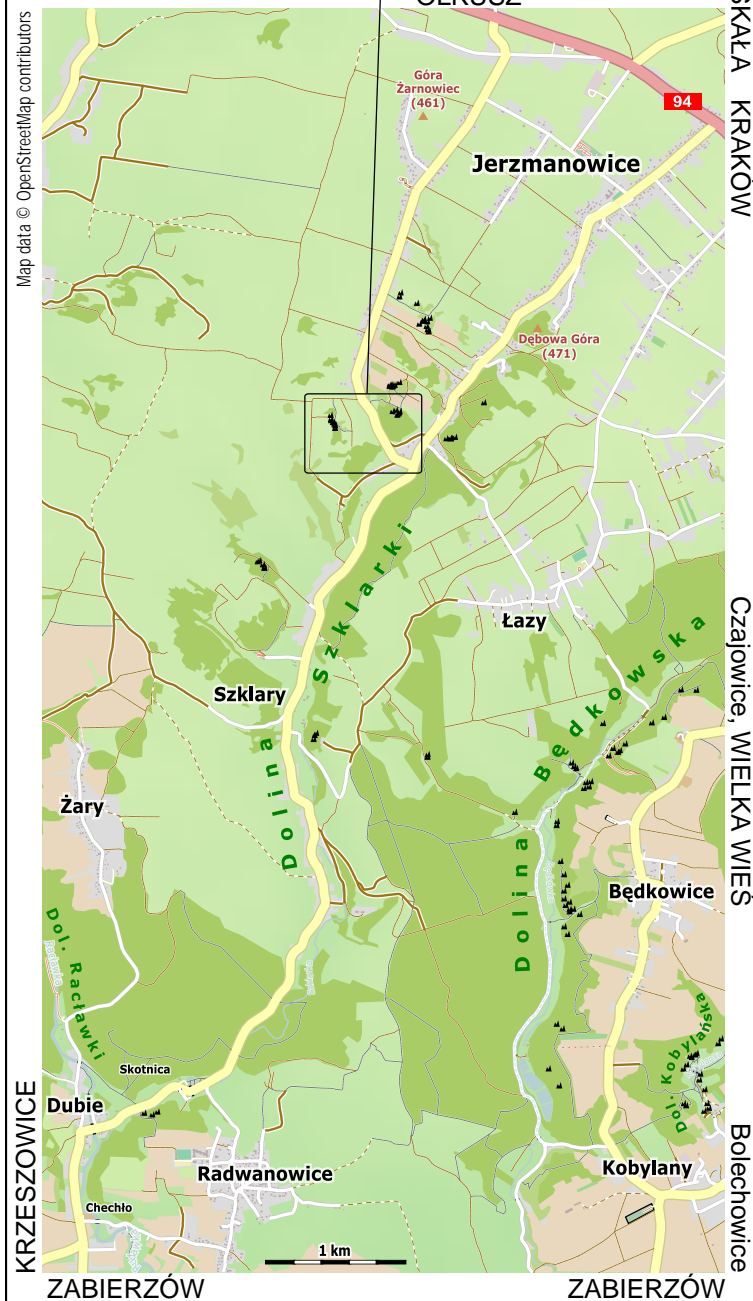 OLKUSZ
SKAŁA KRAKÓW
Map data © OpenStreetMap contributors
Góra
Żarnowiec
(461)
94
Jerzmanowice
Dębowa Góra
(471)
Dolina Szklarki
Łazy
Czajowice, WIELKA WIEŚ
Dolina Będkowska
Szklary
Żary
Będkowice
Dol. Racławki
Dol. Kobylańska
Skotnica
Dubie
Radwanowice
Kobylany
Bolechowice
Chechło
KRZESZOWICE
1 km
ZABIERZÓW
ZABIERZÓW